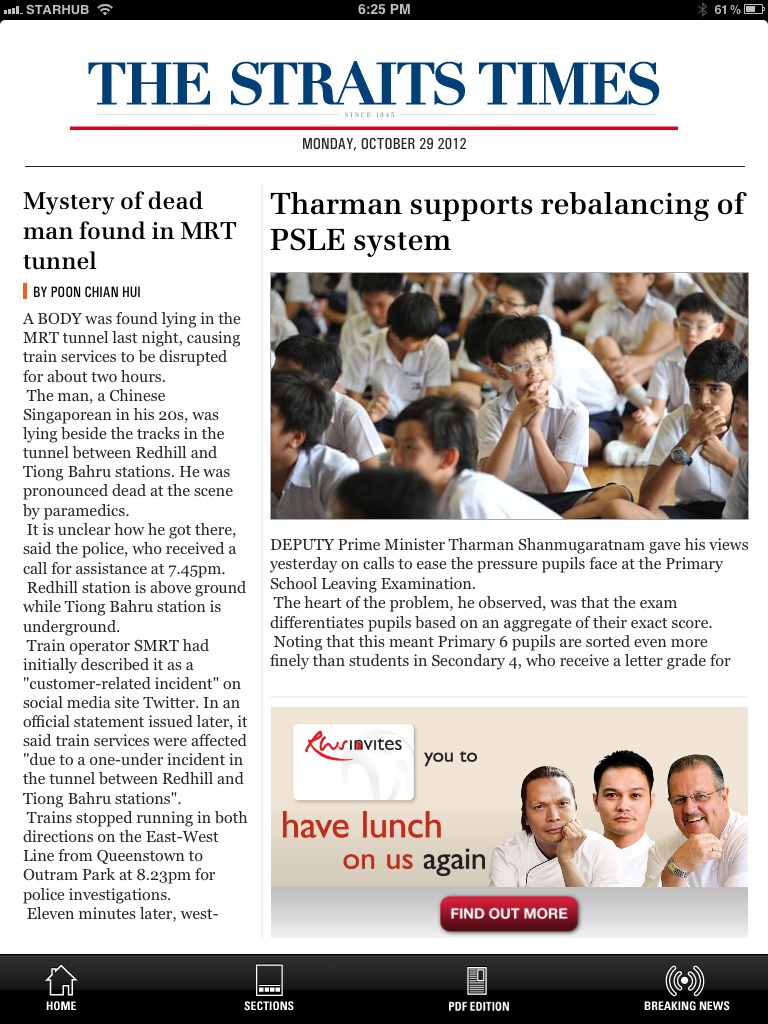 STARHUB 6:25 PM 61 %
THE STRAITS TIMES
SINCE 1845
MONDAY, OCTOBER 29 2012
Mystery of dead
man found in MRT
tunnel
BY POON CHIAN HUI
A BODY was found lying in the
MRT tunnel last night, causing
train services to be disrupted
for about two hours.
The man, a Chinese
Singaporean in his 20s, was
lying beside the tracks in the
tunnel between Redhill and
Tiong Bahru stations. He was
pronounced dead at the scene
by paramedics.
It is unclear how he got there,
said the police, who received a
call for assistance at 7.45pm.
Redhill station is above ground
while Tiong Bahru station is
underground.
Train operator SMRT had
initially described it as a
"customer-related incident" on
social media site Twitter. In an
official statement issued later, it
said train services were affected
"due to a one-under incident in
the tunnel between Redhill and
Tiong Bahru stations".
Trains stopped running in both
directions on the East-West
Line from Queenstown to
Outram Park at 8.23pm for
police investigations.
Eleven minutes later, west-
Tharman supports rebalancing of
PSLE system
DEPUTY Prime Minister Tharman Shanmugaratnam gave his views
yesterday on calls to ease the pressure pupils face at the Primary
School Leaving Examination.
The heart of the problem, he observed, was that the exam
differentiates pupils based on an aggregate of their exact score.
Noting that this meant Primary 6 pupils are sorted even more
finely than students in Secondary 4, who receive a letter grade for
Rws invites
you to
have lunch
on us again
FIND OUT MORE
HOME SECTIONS PDF EDITION BREAKING NEWS